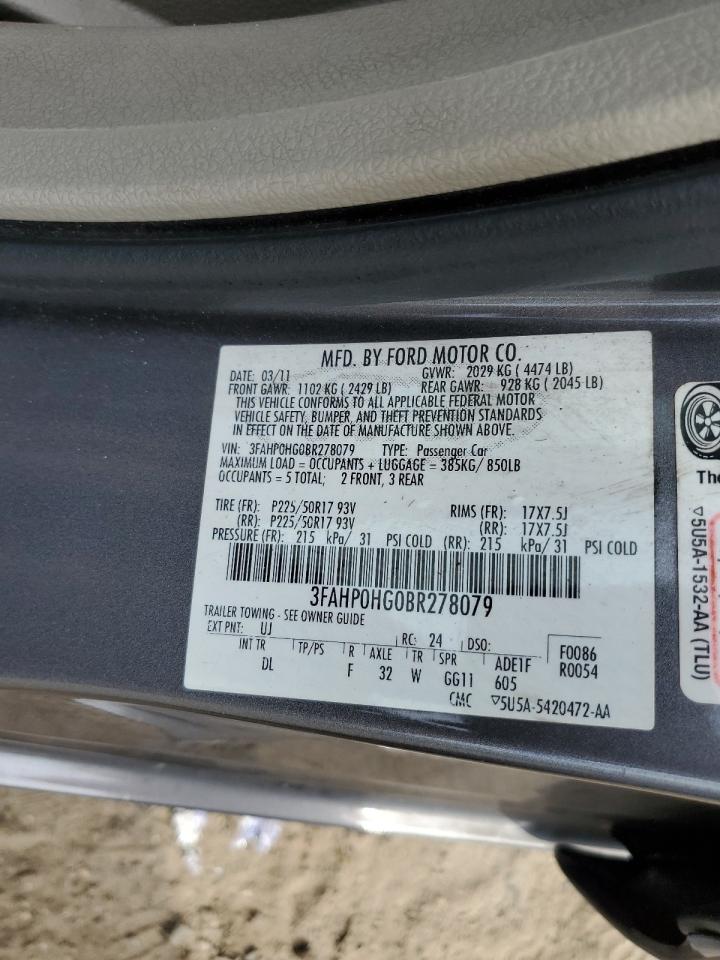 MFD. BY FORD MOTOR CO.
DATE: 03/11 GVWR: 2029 KG ( 4474 LB)
FRONT GAWR: 1102 KG ( 2429 LB) REAR GAWR: 928 KG ( 2045 LB)
THIS VEHICLE CONFORMS TO ALL APPLICABLE FEDERAL MOTOR
VEHICLE SAFETY, BUMPER, AND THEFT PREVENTION STANDARDS
IN EFFECT ON THE DATE OF MANUFACTURE SHOWN ABOVE.
VIN: 3FAHP0HG0BR278079 TYPE: Passenger Car
MAXIMUM LOAD = OCCUPANTS + LUGGAGE = 385KG/ 850LB
OCCUPANTS = 5 TOTAL; 2 FRONT, 3 REAR
TIRE (FR): P225/50R17 93V RIMS (FR): 17X7.5J
(RR): P225/50R17 93V (RR): 17X7.5J
PRESSURE (FR): 215 kPa/ 31 PSI COLD (RR): 215 kPa/ 31 PSI COLD
3FAHP0HG0BR278079
TRAILER TOWING - SEE OWNER GUIDE
EXT PNT: UJ RC: 24 DSO: F0086
INT TR TP/PS R AXLE TR SPR ADE1F R0054
DL F 32 W GG11 605
CMC ▽5U5A-5420472-AA
The
▽5U5A-1532-AA (TLU)